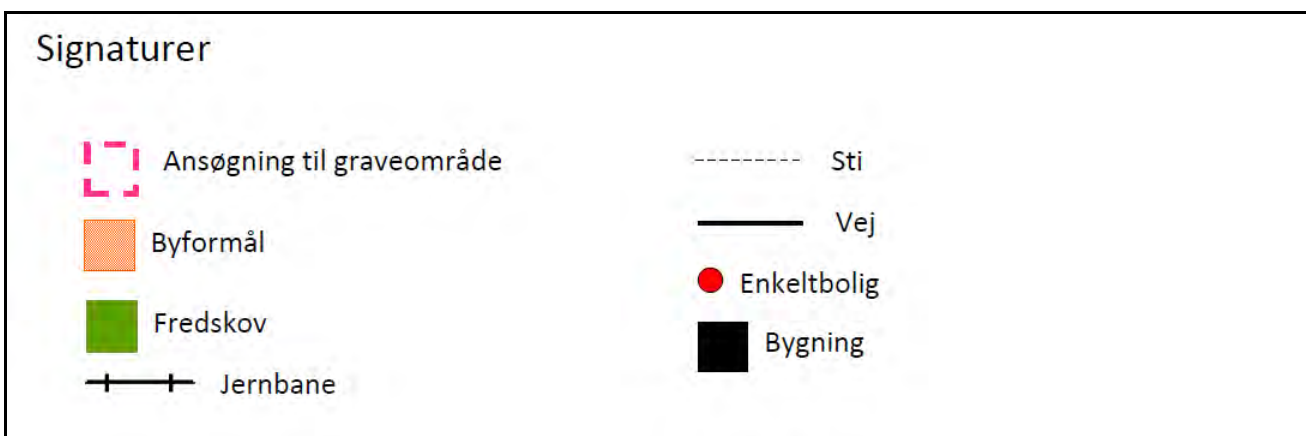 Signaturer
Ansøgning til graveområde
Byformål
Fredskov
Jernbane
Sti
Vej
Enkeltbolig
Bygning